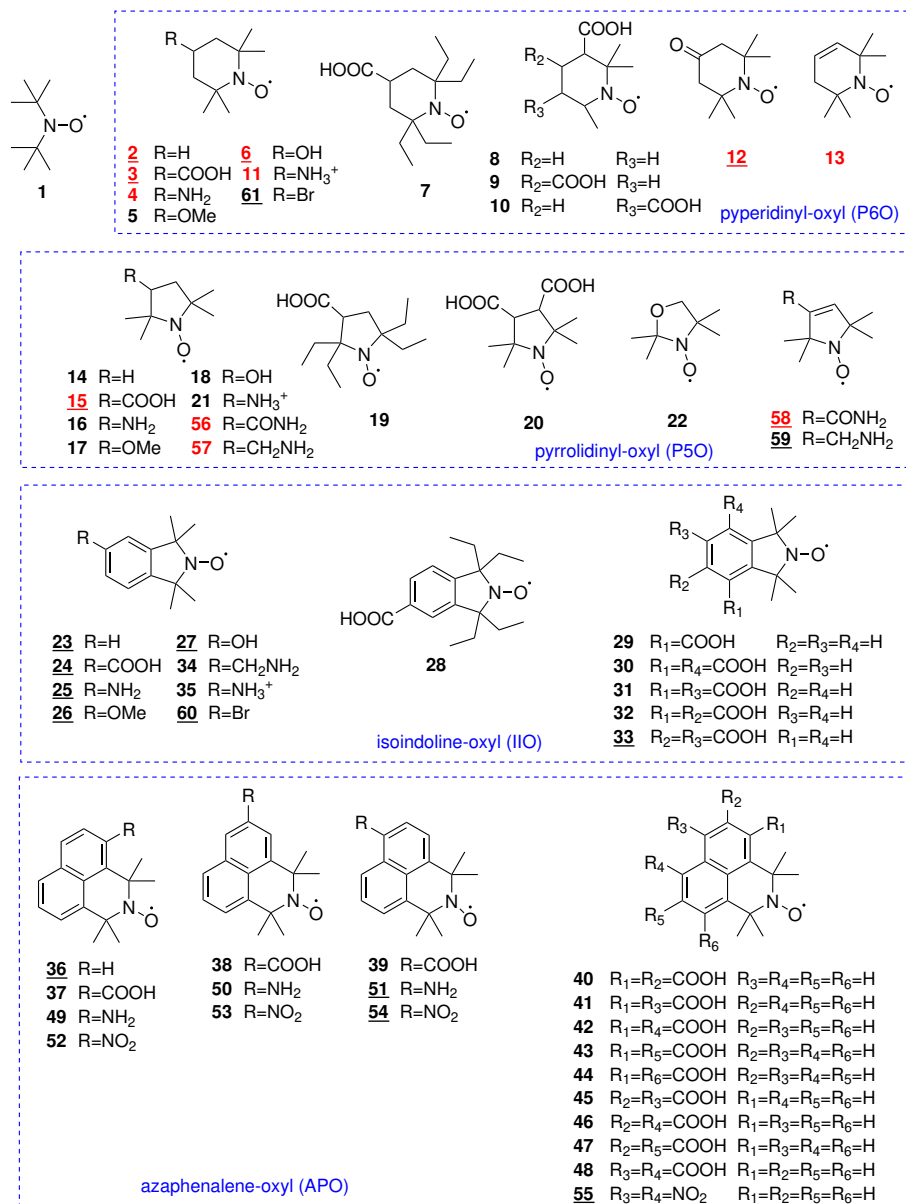 R
N
O•
1
R
N
O•
2 R=H
3 R=COOH
4 R=NH₂
5 R=OMe
6 R=OH
11 R=NH₃⁺
61 R=Br
HOOC
N
O•
7
COOH
R₂
R₃
N
O•
8 R₂=H R₃=H
9 R₂=COOH R₃=H
10 R₂=H R₃=COOH
O
N
O•
12
N
O•
13
pyperidinyl-oxyl (P6O)
R
N
O•
14 R=H
15 R=COOH
16 R=NH₂
17 R=OMe
18 R=OH
21 R=NH₃⁺
56 R=CONH₂
57 R=CH₂NH₂
HOOC
N
O•
19
HOOC
COOH
N
O•
20
O
N
O•
22
R
N
O•
58 R=CONH₂
59 R=CH₂NH₂
pyrrolidinyl-oxyl (P5O)
R
N–O•
23 R=H
24 R=COOH
25 R=NH₂
26 R=OMe
27 R=OH
34 R=CH₂NH₂
35 R=NH₃⁺
60 R=Br
HOOC
N–O•
28
R₄
R₃
R₂
R₁
N–O•
29 R₁=COOH R₂=R₃=R₄=H
30 R₁=R₄=COOH R₂=R₃=H
31 R₁=R₃=COOH R₂=R₄=H
32 R₁=R₂=COOH R₃=R₄=H
33 R₂=R₃=COOH R₁=R₄=H
isoindoline-oxyl (IIO)
R
N
O•
36 R=H
37 R=COOH
49 R=NH₂
52 R=NO₂
R
N
O•
38 R=COOH
50 R=NH₂
53 R=NO₂
R
N
O•
39 R=COOH
51 R=NH₂
54 R=NO₂
R₂
R₃
R₁
R₄
R₅
R₆
N
O•
40 R₁=R₂=COOH R₃=R₄=R₅=R₆=H
41 R₁=R₃=COOH R₂=R₄=R₅=R₆=H
42 R₁=R₄=COOH R₂=R₃=R₅=R₆=H
43 R₁=R₅=COOH R₂=R₃=R₄=R₆=H
44 R₁=R₆=COOH R₂=R₃=R₄=R₅=H
45 R₂=R₃=COOH R₁=R₄=R₅=R₆=H
46 R₂=R₄=COOH R₁=R₃=R₅=R₆=H
47 R₂=R₅=COOH R₁=R₃=R₄=R₆=H
48 R₃=R₄=COOH R₁=R₂=R₅=R₆=H
55 R₃=R₄=NO₂ R₁=R₂=R₅=R₆=H
azaphenalene-oxyl (APO)